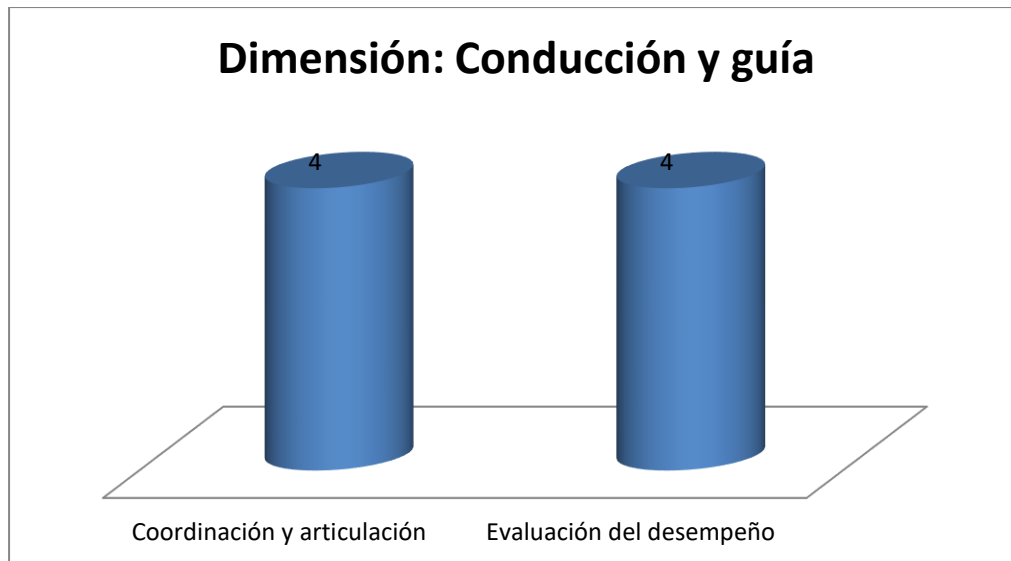 Dimensión: Conducción y guía
4 4
Coordinación y articulación Evaluación del desempeño